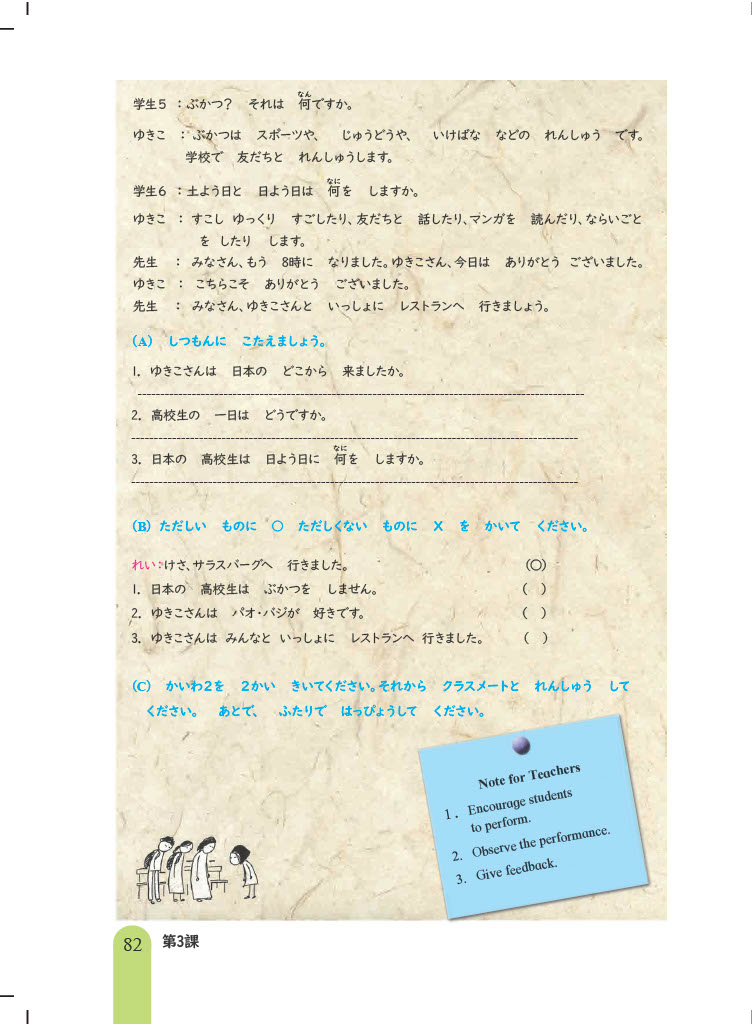 学生5 ：ぶかつ？ それは 何ですか。
なん
ゆきこ ： ぶかつは スポーツや、 じゅうどうや、 いけばな などの れんしゅう です。
学校で 友だちと れんしゅうします。
なに
学生6 ：土よう日と 日よう日は 何を しますか。
ゆきこ ： すこし ゆっくり すごしたり、友だちと 話したり、マンガを 読んだり、ならいごと
を したり します。
先生 ： みなさん、もう 8時に なりました。ゆきこさん、今日は ありがとう ございました。
ゆきこ ： こちらこそ ありがとう ございました。
先生 ： みなさん、ゆきこさんと いっしょに レストランへ 行きましょう。
(A) しつもんに こたえましょう。
1. ゆきこさんは 日本の どこから 来ましたか。
2. 高校生の 一日は どうですか。
なに
3. 日本の 高校生は 日よう日に 何を しますか。
(B) ただしい ものに ○ ただしくない ものに X を かいて ください。
れい：けさ、サラスバーグへ 行きました。 (○)
1. 日本の 高校生は ぶかつを しません。 ( )
2. ゆきこさんは パオ・バジが 好きです。 ( )
3. ゆきこさんは みんなと いっしょに レストランへ 行きました。 ( )
(C) かいわ2を 2かい きいてください。それから クラスメートと れんしゅう して
ください。 あとで、 ふたりで はっぴょうして ください。
Note for Teachers
1. Encourage students
to perform.
2. Observe the performance.
3. Give feedback.
82 第3課